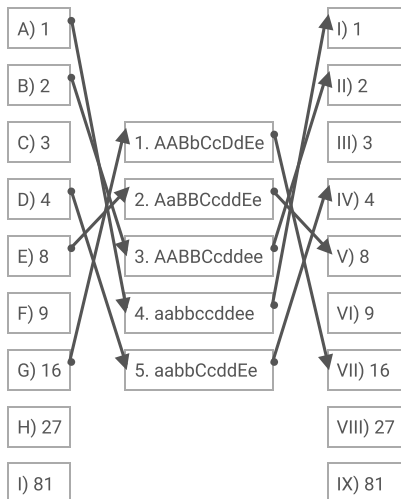 A) 1
B) 2
C) 3
D) 4
E) 8
F) 9
G) 16
H) 27
I) 81
1. AABbCcDdEe
2. AaBBCcddEe
3. AABBCcddee
4. aabbccddee
5. aabbCcddEe
I) 1
II) 2
III) 3
IV) 4
V) 8
VI) 9
VII) 16
VIII) 27
IX) 81